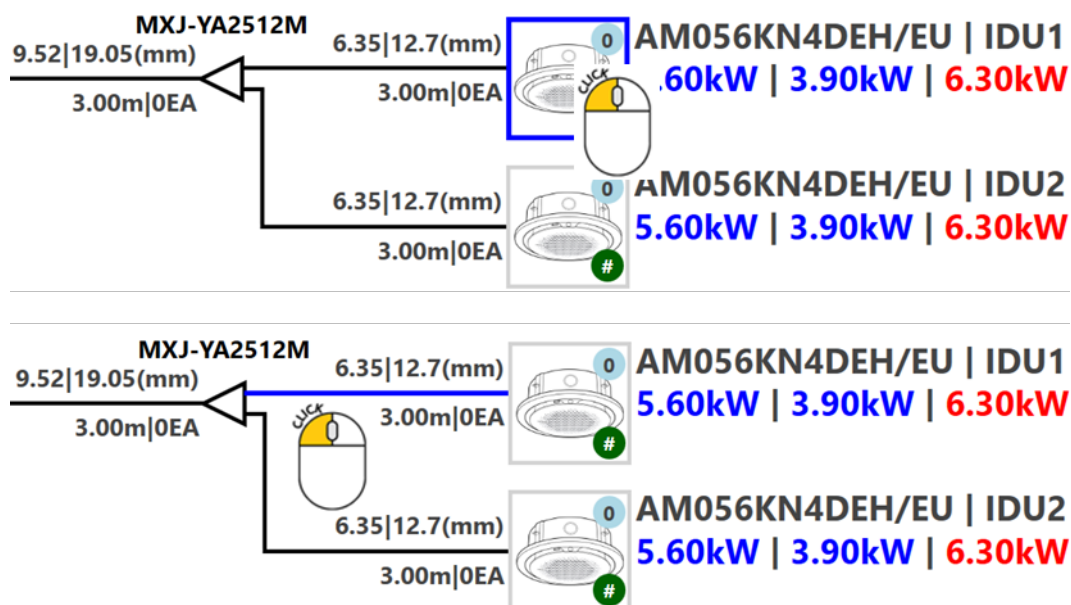 MXJ-YA2512M
9.52|19.05(mm)
3.00m|0EA
6.35|12.7(mm)
3.00m|0EA
0
CLICK
AM056KN4DEH/EU | IDU1
.60kW | 3.90kW | 6.30kW
6.35|12.7(mm)
3.00m|0EA
0
#
AM056KN4DEH/EU | IDU2
5.60kW | 3.90kW | 6.30kW
MXJ-YA2512M
9.52|19.05(mm)
3.00m|0EA
6.35|12.7(mm)
3.00m|0EA
CLICK
0
#
AM056KN4DEH/EU | IDU1
5.60kW | 3.90kW | 6.30kW
6.35|12.7(mm)
3.00m|0EA
0
#
AM056KN4DEH/EU | IDU2
5.60kW | 3.90kW | 6.30kW